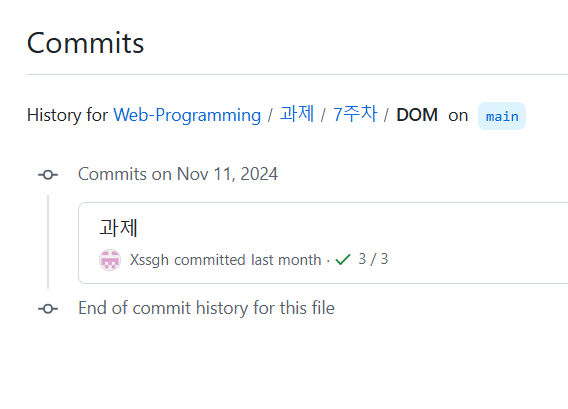 Commits
History for Web-Programming / 과제 / 7주차 / DOM on main
Commits on Nov 11, 2024
과제
Xssgh committed last month · 3 / 3
End of commit history for this file